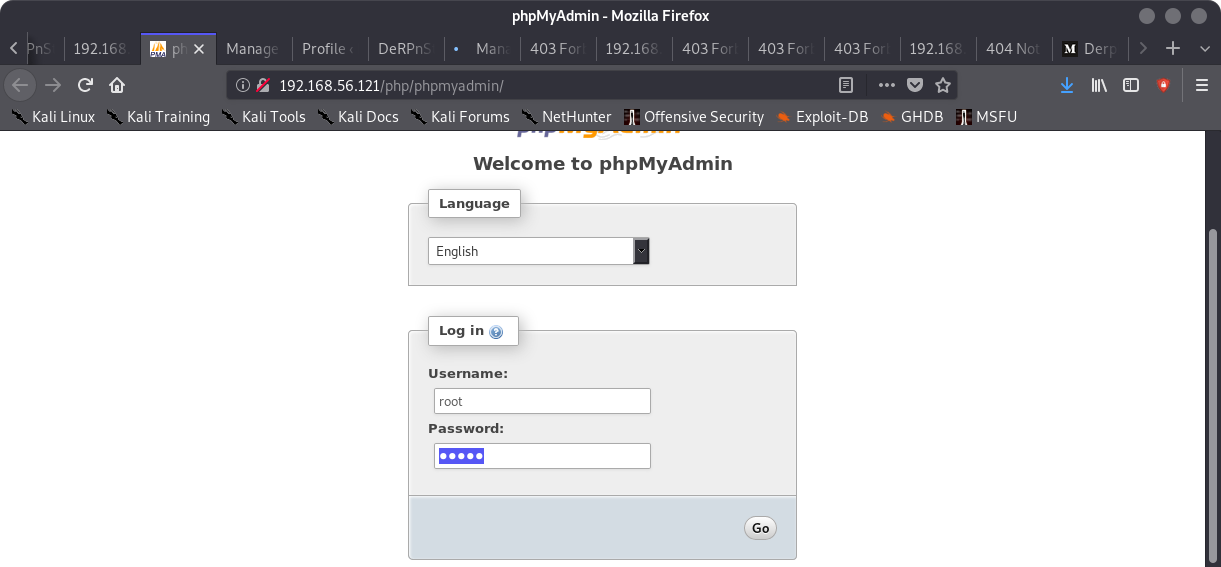 phpMyAdmin - Mozilla Firefox
PnS 192.168. ph Manage Profile DeRPnS Mana 403 For 192.168. 403 For 403 For 403 For 192.168 404 Not M Derp
192.168.56.121/php/phpmyadmin/
Kali Linux Kali Training Kali Tools Kali Docs Kali Forums NetHunter Offensive Security Exploit-DB GHDB MSFU
phpMyAdmin
Welcome to phpMyAdmin
Language
English
Log in
Username:
root
Password:
Go